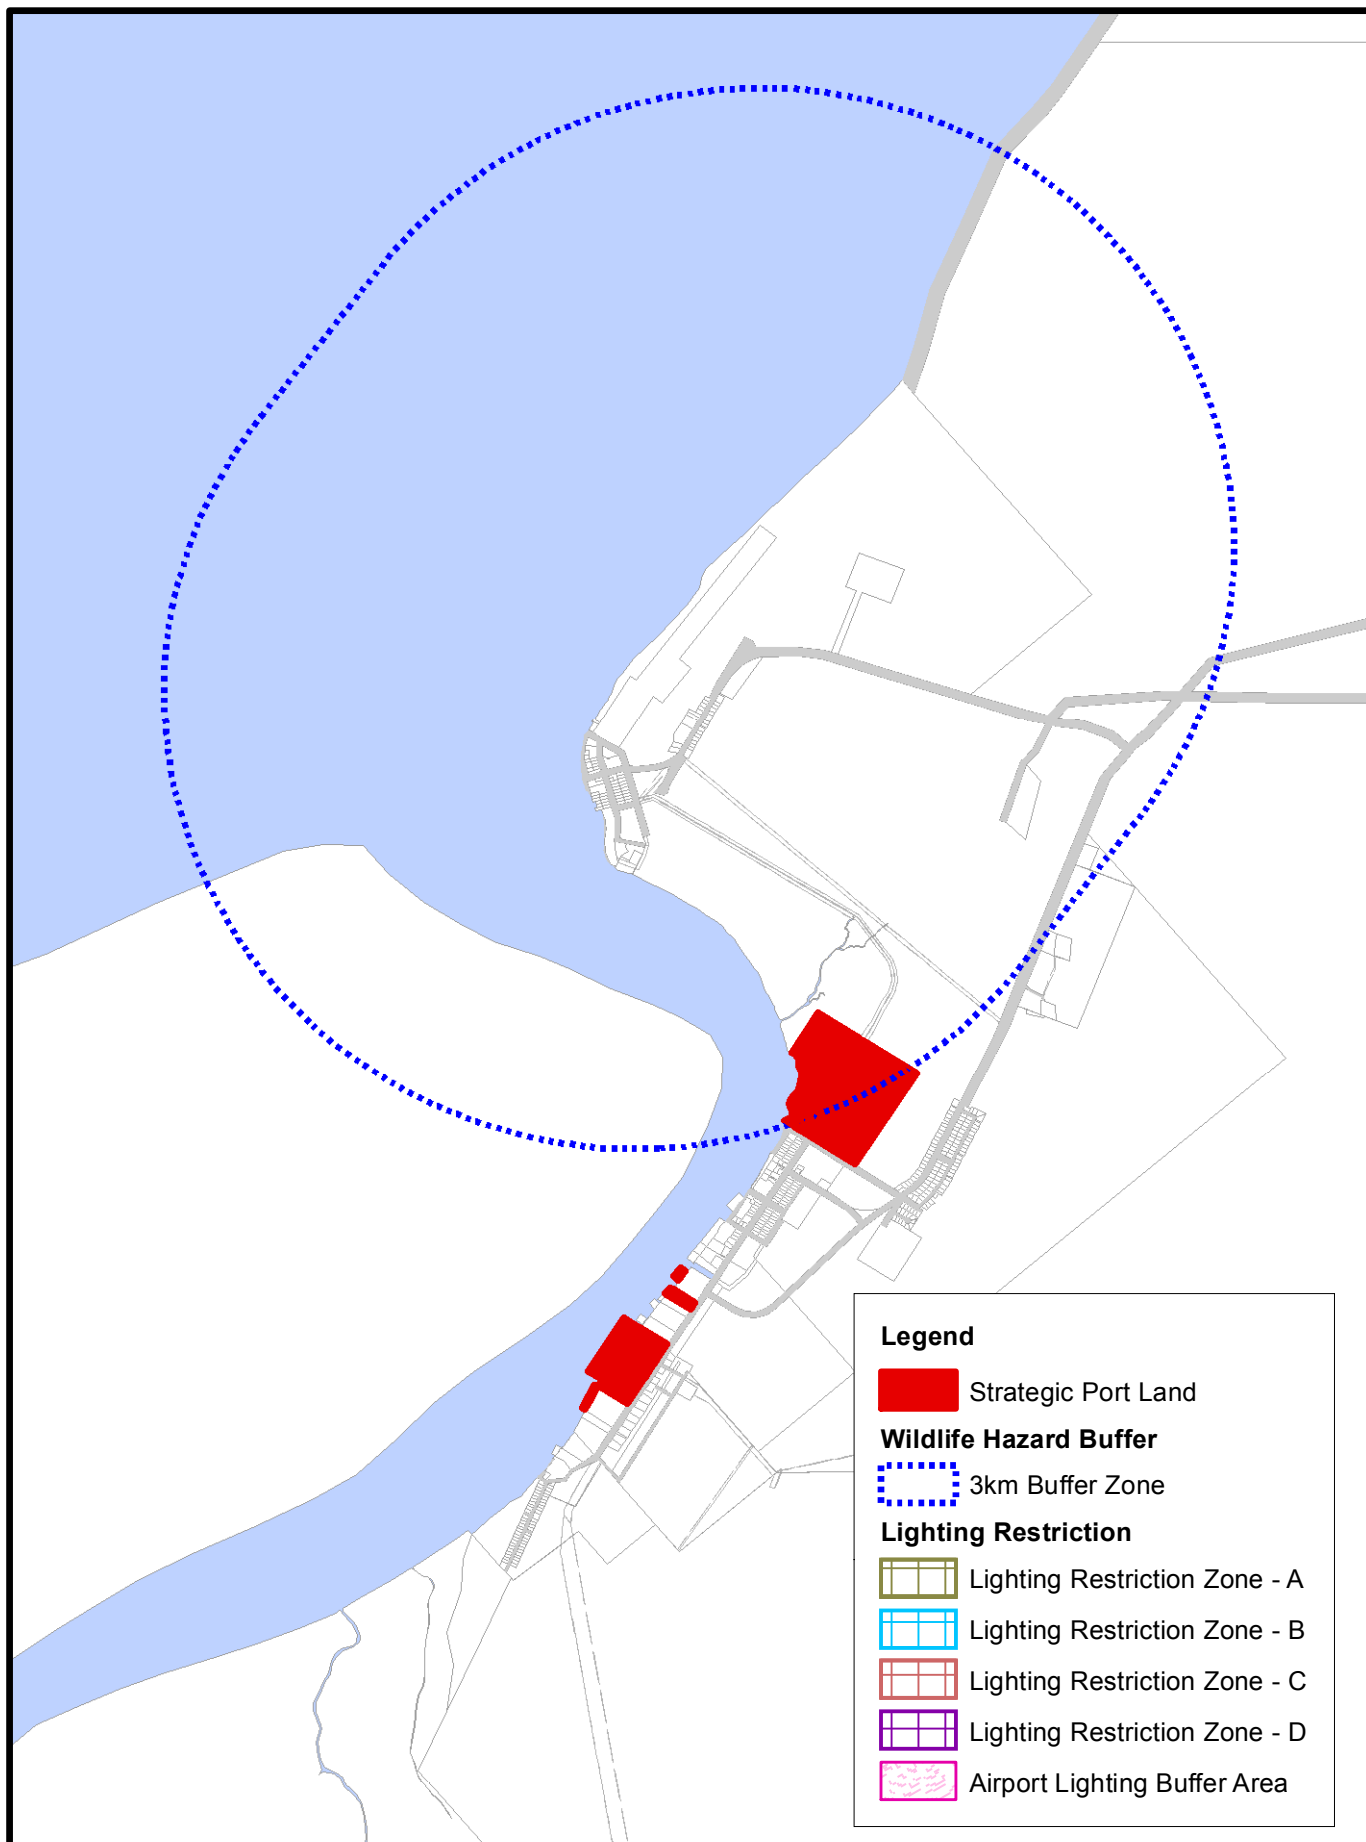 Legend
Strategic Port Land
Wildlife Hazard Buffer
3km Buffer Zone
Lighting Restriction
Lighting Restriction Zone - A
Lighting Restriction Zone - B
Lighting Restriction Zone - C
Lighting Restriction Zone - D
Airport Lighting Buffer Area